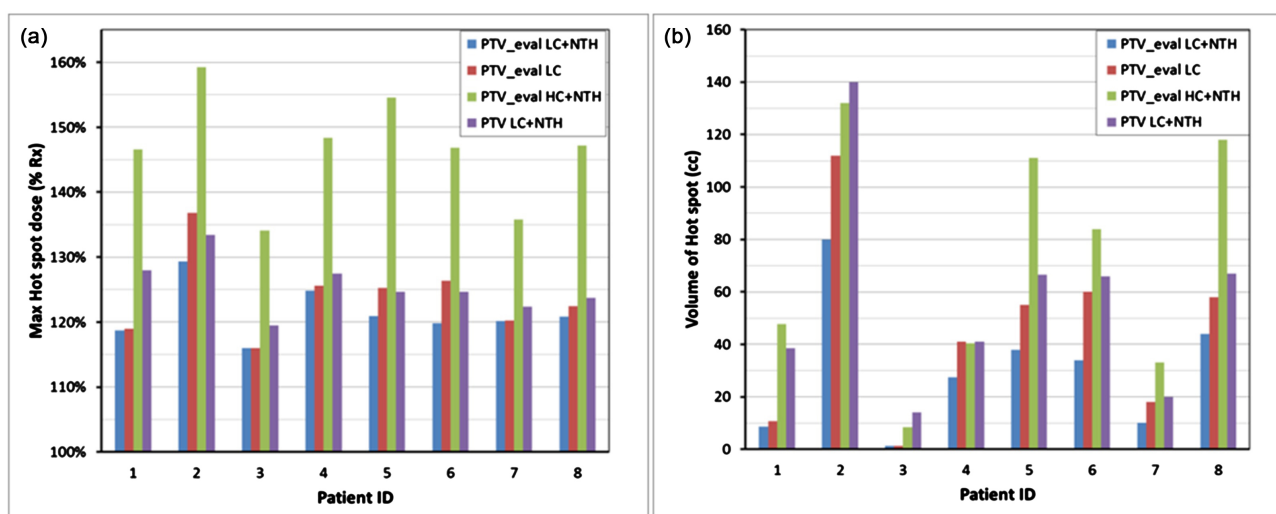 (a)
PTV_eval LC+NTH
PTV_eval LC
PTV_eval HC+NTH
PTV LC+NTH
Max Hot spot dose (% Rx)
160%
150%
140%
130%
120%
110%
100%
1 2 3 4 5 6 7 8
Patient ID
(b)
PTV_eval LC+NTH
PTV_eval LC
PTV_eval HC+NTH
PTV LC+NTH
Volume of Hot spot (cc)
160
140
120
100
80
60
40
20
0
1 2 3 4 5 6 7 8
Patient ID